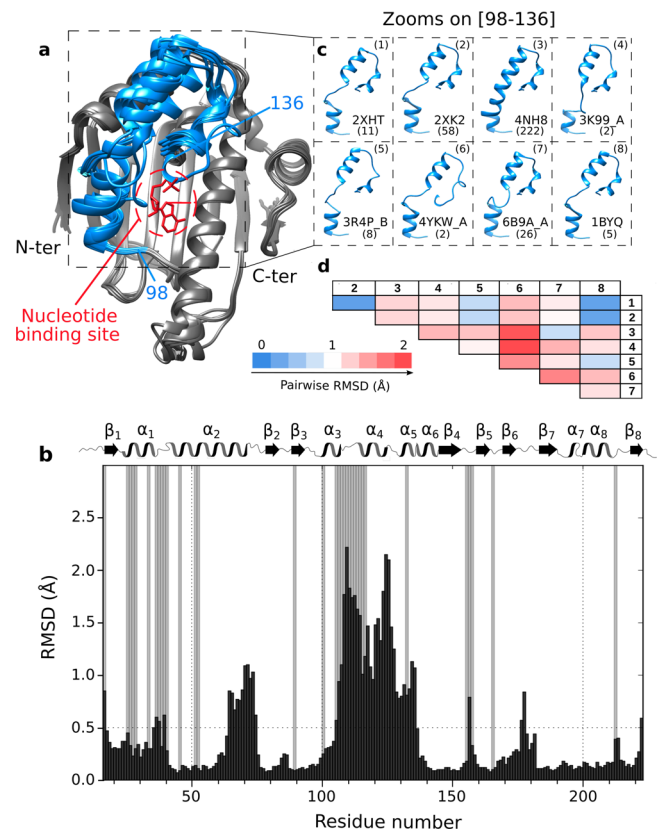 Zooms on [98-136]
a
136
98
N-ter
C-ter
Nucleotide
binding site
c
(1)
2XHT
(11)
(2)
2XK2
(58)
(3)
4NH8
(222)
(4)
3K99_A
(2)
(5)
3R4P_B
(8)
(6)
4YKW_A
(2)
(7)
6B9A_A
(26)
(8)
1BYQ
(5)
d
2 3 4 5 6 7 8
1
2
3
4
5
6
7
0 1 2
Pairwise RMSD (Å)
b
β1 α1 α2 β2 β3 α3 α4 α5 α6 β4 β5 β6 β7 α7 α8 β8
RMSD (Å)
2.5
2.0
1.5
1.0
0.5
0.0
50 100 150 200
Residue number